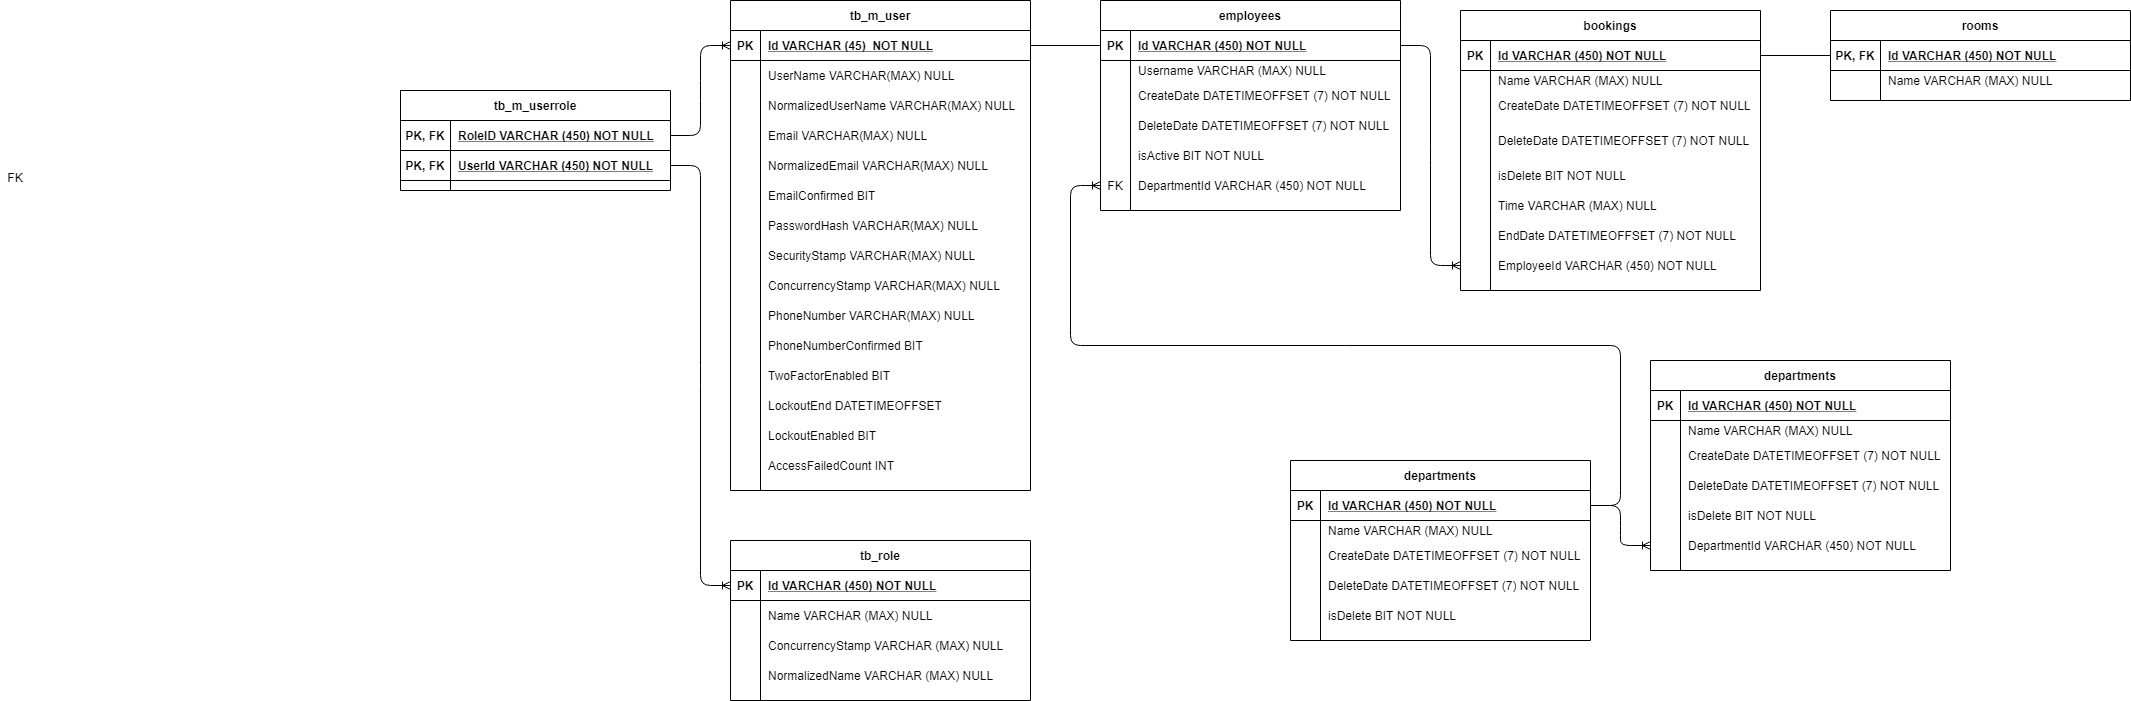 FK
tb_m_userrole
PK, FK RoleID VARCHAR (450) NOT NULL
PK, FK UserId VARCHAR (450) NOT NULL
tb_m_user
PK Id VARCHAR (45)  NOT NULL
UserName VARCHAR(MAX) NULL
NormalizedUserName VARCHAR(MAX) NULL
Email VARCHAR(MAX) NULL
NormalizedEmail VARCHAR(MAX) NULL
EmailConfirmed BIT
PasswordHash VARCHAR(MAX) NULL
SecurityStamp VARCHAR(MAX) NULL
ConcurrencyStamp VARCHAR(MAX) NULL
PhoneNumber VARCHAR(MAX) NULL
PhoneNumberConfirmed BIT
TwoFactorEnabled BIT
LockoutEnd DATETIMEOFFSET
LockoutEnabled BIT
AccessFailedCount INT
tb_role
PK Id VARCHAR (450) NOT NULL
Name VARCHAR (MAX) NULL
ConcurrencyStamp VARCHAR (MAX) NULL
NormalizedName VARCHAR (MAX) NULL
employees
PK Id VARCHAR (450) NOT NULL
Username VARCHAR (MAX) NULL
CreateDate DATETIMEOFFSET (7) NOT NULL
DeleteDate DATETIMEOFFSET (7) NOT NULL
isActive BIT NOT NULL
FK DepartmentId VARCHAR (450) NOT NULL
bookings
PK Id VARCHAR (450) NOT NULL
Name VARCHAR (MAX) NULL
CreateDate DATETIMEOFFSET (7) NOT NULL
DeleteDate DATETIMEOFFSET (7) NOT NULL
isDelete BIT NOT NULL
Time VARCHAR (MAX) NULL
EndDate DATETIMEOFFSET (7) NOT NULL
EmployeeId VARCHAR (450) NOT NULL
rooms
PK, FK Id VARCHAR (450) NOT NULL
Name VARCHAR (MAX) NULL
departments
PK Id VARCHAR (450) NOT NULL
Name VARCHAR (MAX) NULL
CreateDate DATETIMEOFFSET (7) NOT NULL
DeleteDate DATETIMEOFFSET (7) NOT NULL
isDelete BIT NOT NULL
departments
PK Id VARCHAR (450) NOT NULL
Name VARCHAR (MAX) NULL
CreateDate DATETIMEOFFSET (7) NOT NULL
DeleteDate DATETIMEOFFSET (7) NOT NULL
isDelete BIT NOT NULL
DepartmentId VARCHAR (450) NOT NULL